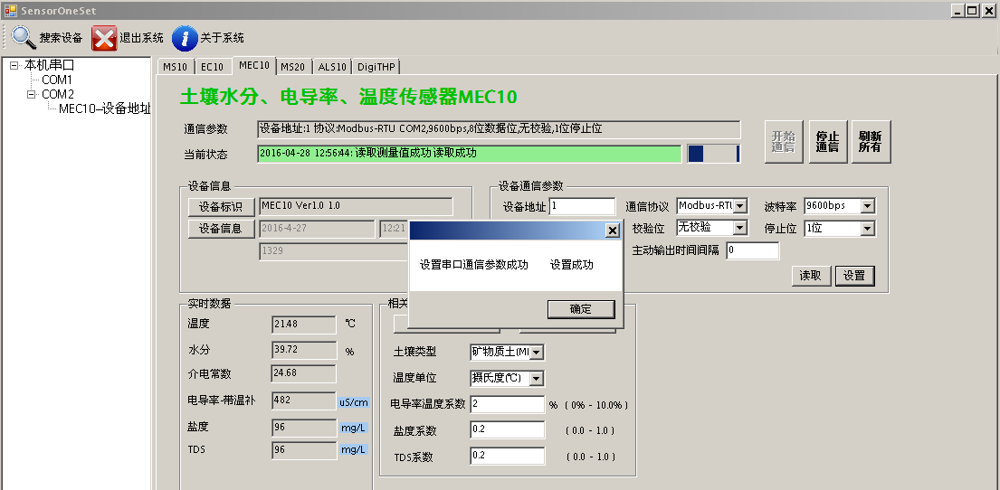 SensorOneSet
搜索设备 退出系统 关于系统
本机串口
COM1
COM2
MEC10--设备地址
MS10 EC10 MEC10 MS20 ALS10 DigiTHP
土壤水分、电导率、温度传感器MEC10
通信参数 设备地址:1 协议:Modbus-RTU COM2,9600bps,8位数据位,无校验,1位停止位
当前状态 2016-04-28 12:56:44: 读取测量值成功 读取成功
开始通信 停止通信 刷新所有
设备信息
设备标识 MEC10 Ver1.0 1.0
设备信息 2016-4-27 12:21
1329
设备通信参数
设备地址 1 通信协议 Modbus-RTU 波特率 9600bps
校验位 无校验 停止位 1位
主动输出时间间隔 0
读取 设置
设置串口通信参数成功 设置成功
确定
实时数据
温度 21.48 ℃
水分 39.72 %
介电常数 24.68
电导率-带温补 482 uS/cm
盐度 96 mg/L
TDS 96 mg/L
相关
土壤类型 矿物质土(MI
温度单位 摄氏度(℃)
电导率温度系数 2 % ( 0% - 10.0% )
盐度系数 0.2 ( 0.0 - 1.0 )
TDS系数 0.2 ( 0.0 - 1.0 )